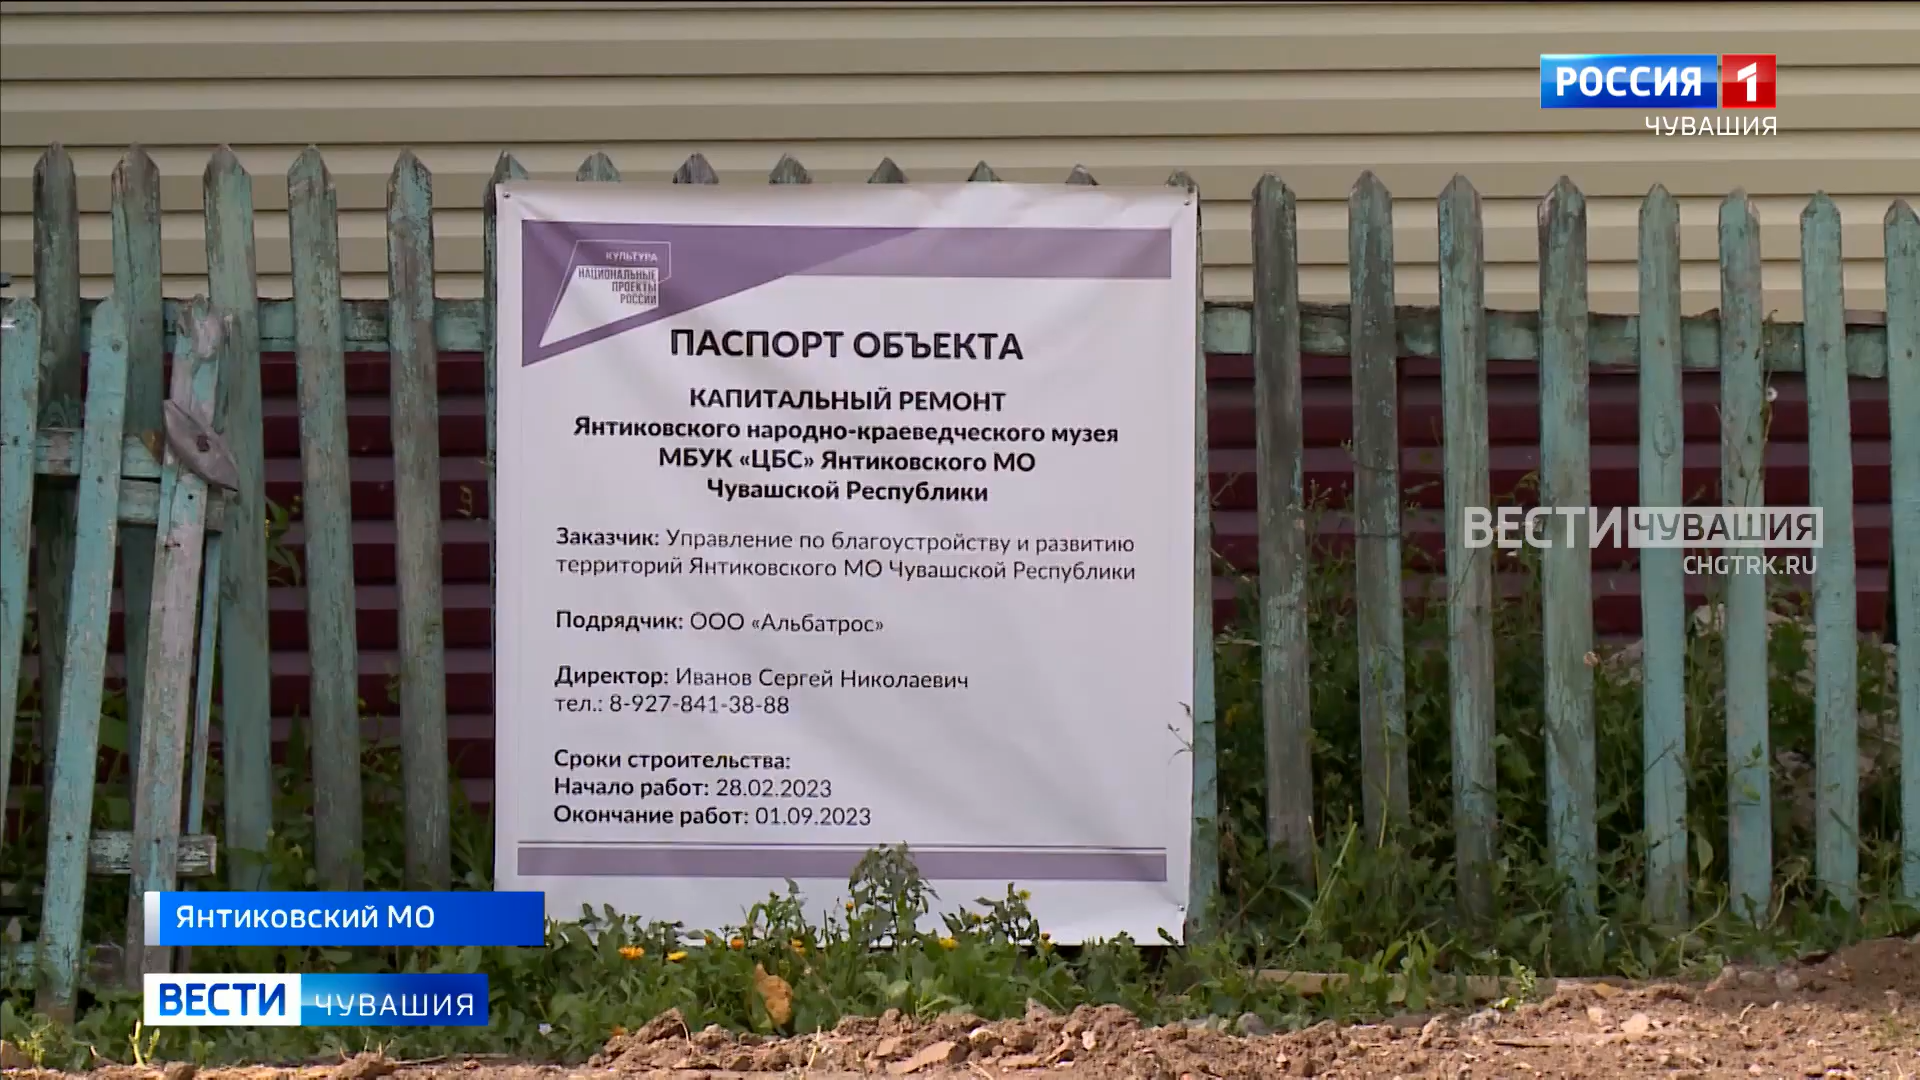 РОССИЯ 1
ЧУВАШИЯ
КУЛЬТУРА
НАЦИОНАЛЬНЫЕ
ПРОЕКТЫ
РОССИИ
ПАСПОРТ ОБЪЕКТА
КАПИТАЛЬНЫЙ РЕМОНТ
Янтиковского народно-краеведческого музея
МБУК «ЦБС» Янтиковского МО
Чувашской Республики
Заказчик: Управление по благоустройству и развитию
территорий Янтиковского МО Чувашской Республики
Подрядчик: ООО «Альбатрос»
Директор: Иванов Сергей Николаевич
тел.: 8-927-841-38-88
Сроки строительства:
Начало работ: 28.02.2023
Окончание работ: 01.09.2023
ВЕСТИ ЧУВАШИЯ
CHGTRK.RU
Янтиковский МО
ВЕСТИ ЧУВАШИЯ